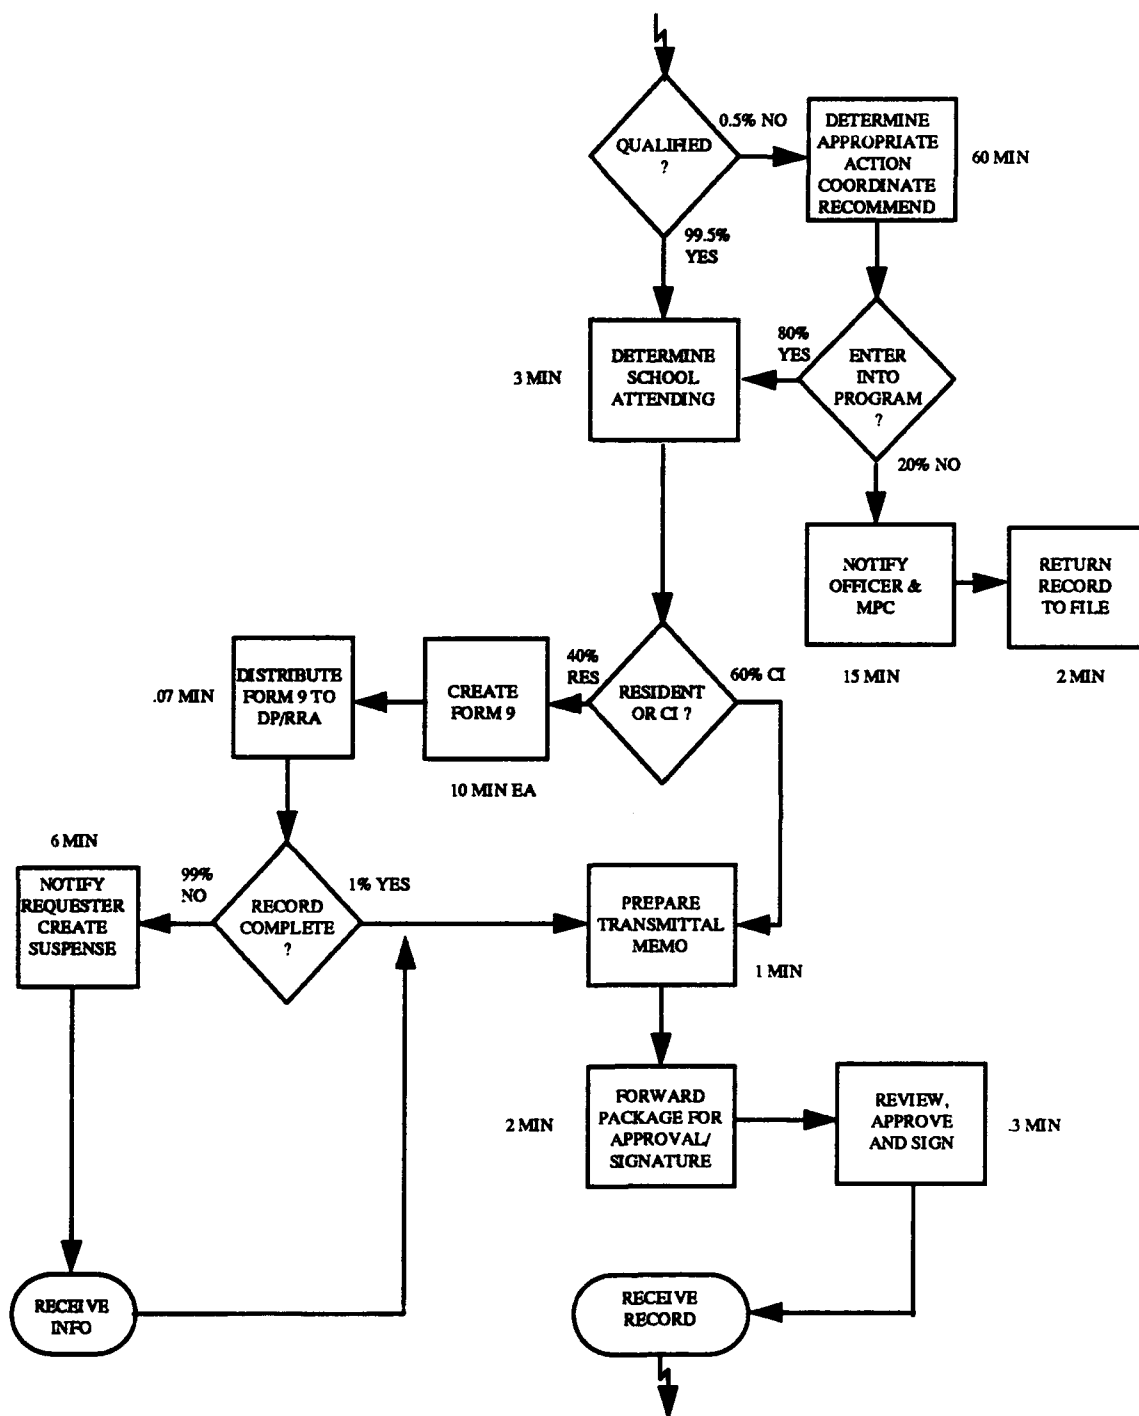 QUALIFIED
?
0.5% NO
99.5%
YES
DETERMINE
APPROPRIATE
ACTION
COORDINATE
RECOMMEND
60 MIN
3 MIN
DETERMINE
SCHOOL
ATTENDING
80%
YES
ENTER
INTO
PROGRAM
?
20% NO
NOTIFY
OFFICER &
MPC
15 MIN
RETURN
RECORD
TO FILE
2 MIN
RESIDENT
OR CI ?
40%
RES
60% CI
CREATE
FORM 9
10 MIN EA
DISTRIBUTE
FORM 9 TO
DP/RRA
.07 MIN
RECORD
COMPLETE
?
99%
NO
1% YES
6 MIN
NOTIFY
REQUESTER
CREATE
SUSPENSE
PREPARE
TRANSMITTAL
MEMO
1 MIN
2 MIN
FORWARD
PACKAGE FOR
APPROVAL/
SIGNATURE
REVIEW,
APPROVE
AND SIGN
.3 MIN
RECEIVE
INFO
RECEIVE
RECORD